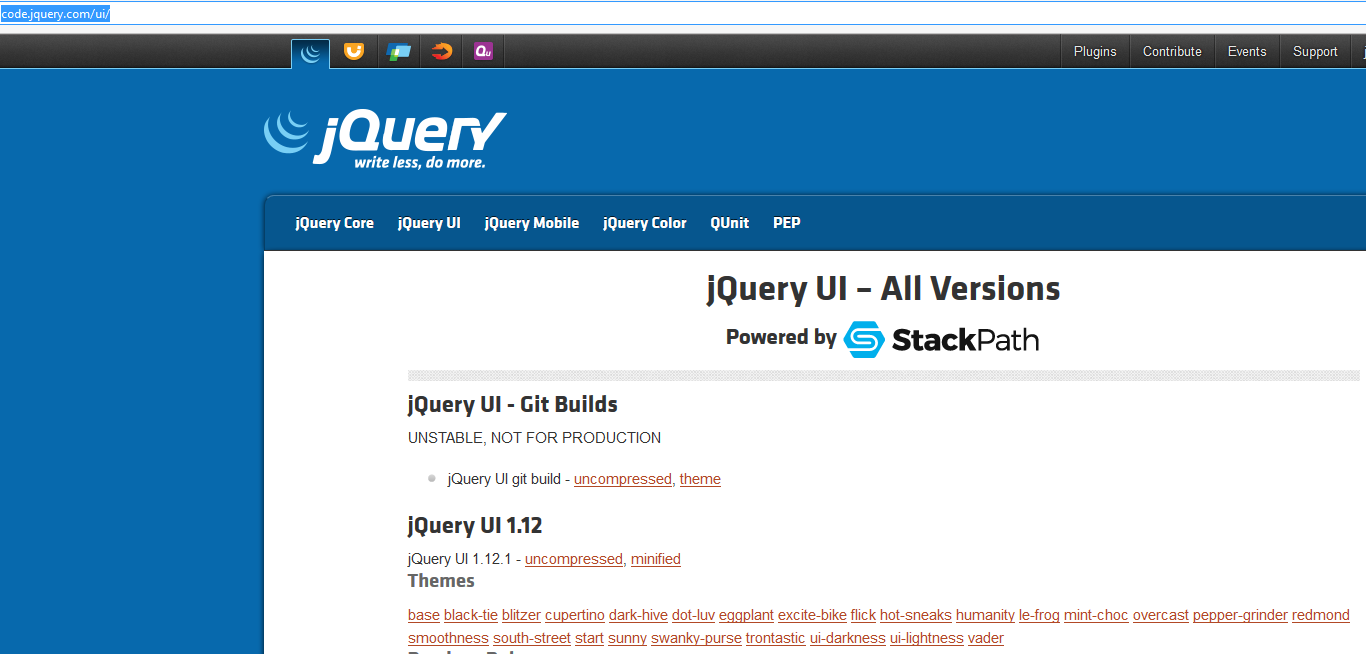 code.jquery.com/ui/
Qu
Plugins Contribute Events Support
jQuery
write less, do more.
jQuery Core jQuery UI jQuery Mobile jQuery Color QUnit PEP
jQuery UI – All Versions
Powered by StackPath
jQuery UI - Git Builds
UNSTABLE, NOT FOR PRODUCTION
jQuery UI git build - uncompressed, theme
jQuery UI 1.12
jQuery UI 1.12.1 - uncompressed, minified
Themes
base black-tie blitzer cupertino dark-hive dot-luv eggplant excite-bike flick hot-sneaks humanity le-frog mint-choc overcast pepper-grinder redmond
smoothness south-street start sunny swanky-purse trontastic ui-darkness ui-lightness vader